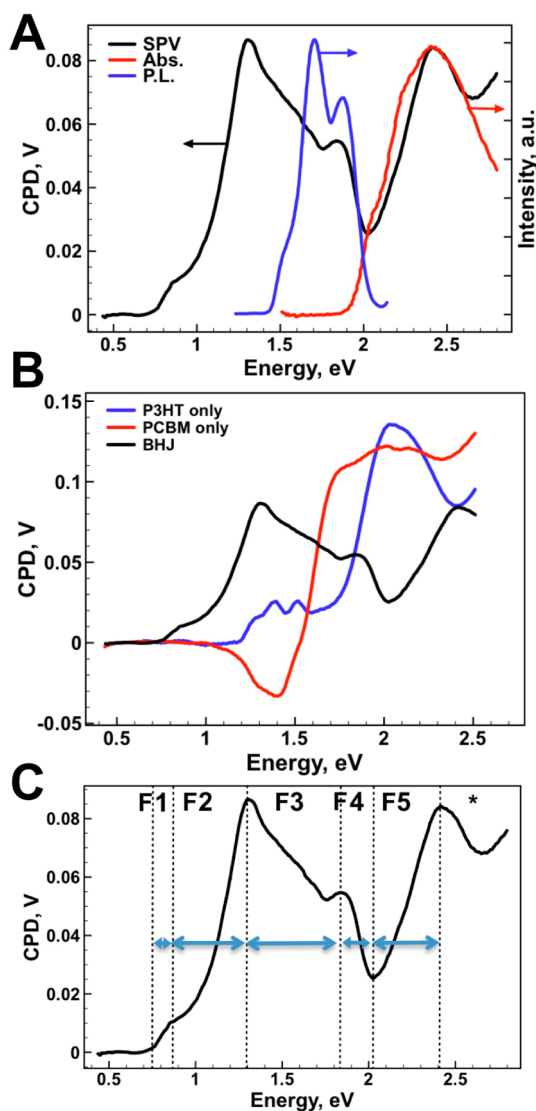 A
SPV
Abs.
P.L.
CPD, V
0.08
0.06
0.04
0.02
0
Intensity, a.u.
0.5 1 1.5 2 2.5
Energy, eV
B
P3HT only
PCBM only
BHJ
CPD, V
0.15
0.1
0.05
0
-0.05
0.5 1 1.5 2 2.5
Energy, eV
C
F1 F2 F3 F4 F5 *
CPD, V
0.08
0.06
0.04
0.02
0
0.5 1 1.5 2 2.5
Energy, eV